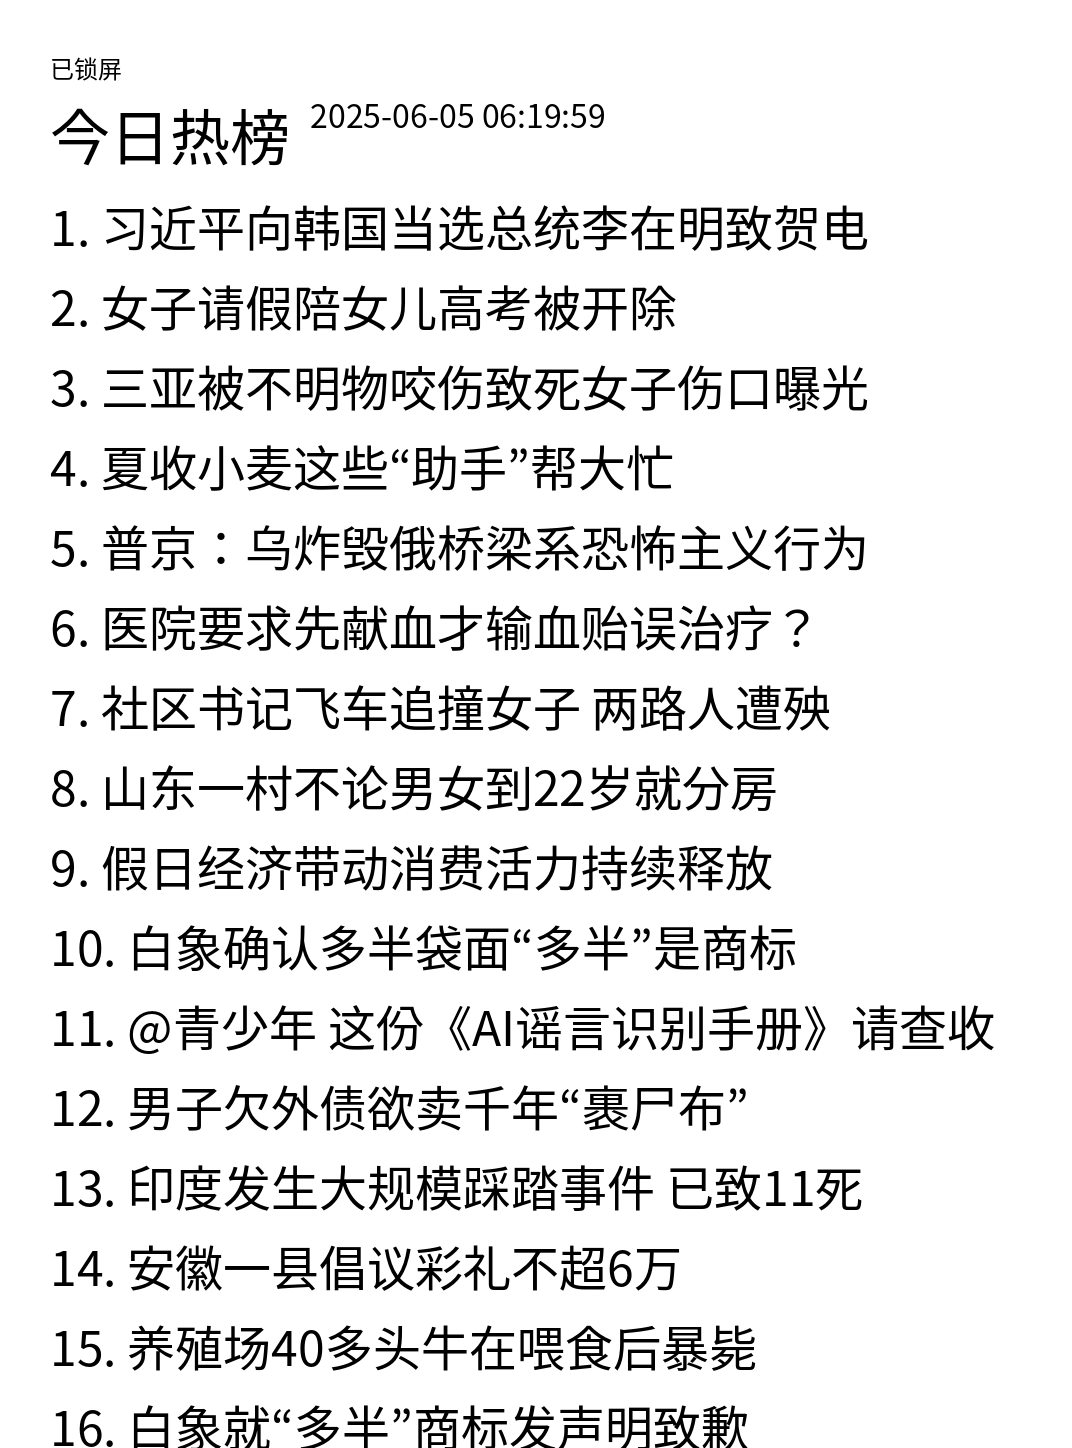 已锁屏
今日热榜 2025-06-05 06:19:59
1. 习近平向韩国当选总统李在明致贺电
2. 女子请假陪女儿高考被开除
3. 三亚被不明物咬伤致死女子伤口曝光
4. 夏收小麦这些“助手”帮大忙
5. 普京：乌炸毁俄桥梁系恐怖主义行为
6. 医院要求先献血才输血贻误治疗？
7. 社区书记飞车追撞女子 两路人遭殃
8. 山东一村不论男女到22岁就分房
9. 假日经济带动消费活力持续释放
10. 白象确认多半袋面“多半”是商标
11. @青少年 这份《AI谣言识别手册》请查收
12. 男子欠外债欲卖千年“裹尸布”
13. 印度发生大规模踩踏事件 已致11死
14. 安徽一县倡议彩礼不超6万
15. 养殖场40多头牛在喂食后暴毙
16. 白象就“多半”商标发声明致歉